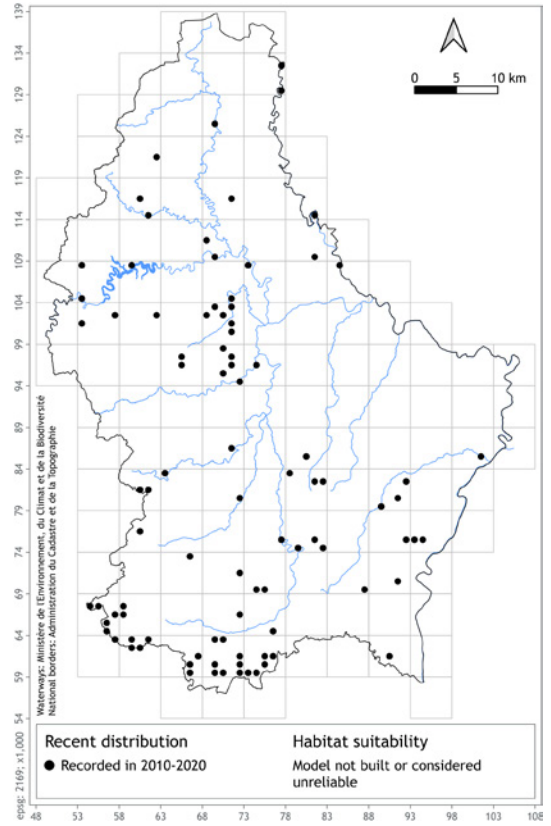 139
134
129
124
119
114
109
104
99
94
89
84
79
74
69
64
59
54
epsg: 2169; x1,000
0 5 10 km
Waterways: Ministère de l'Environnement, du Climat et de la Biodiversité
National borders: Administration du Cadastre et de la Topographie
Recent distribution
Recorded in 2010-2020
Habitat suitability
Model not built or considered
unreliable
48 53 58 63 68 73 78 83 88 93 98 103 108